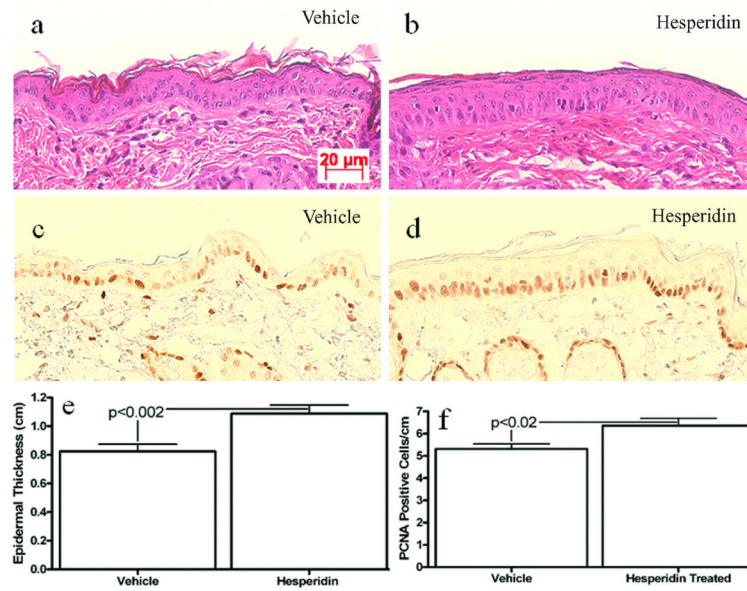 a Vehicle
b Hesperidin
20 µm
c Vehicle
d Hesperidin
e
p<0.002
Epidermal Thickness (cm)
1.2
1.0
0.8
0.6
0.4
0.2
0.0
Vehicle Hesperidin
f
p<0.02
PCNA Positive Cells/cm
7
6
5
4
3
2
1
0
Vehicle Hesperidin Treated